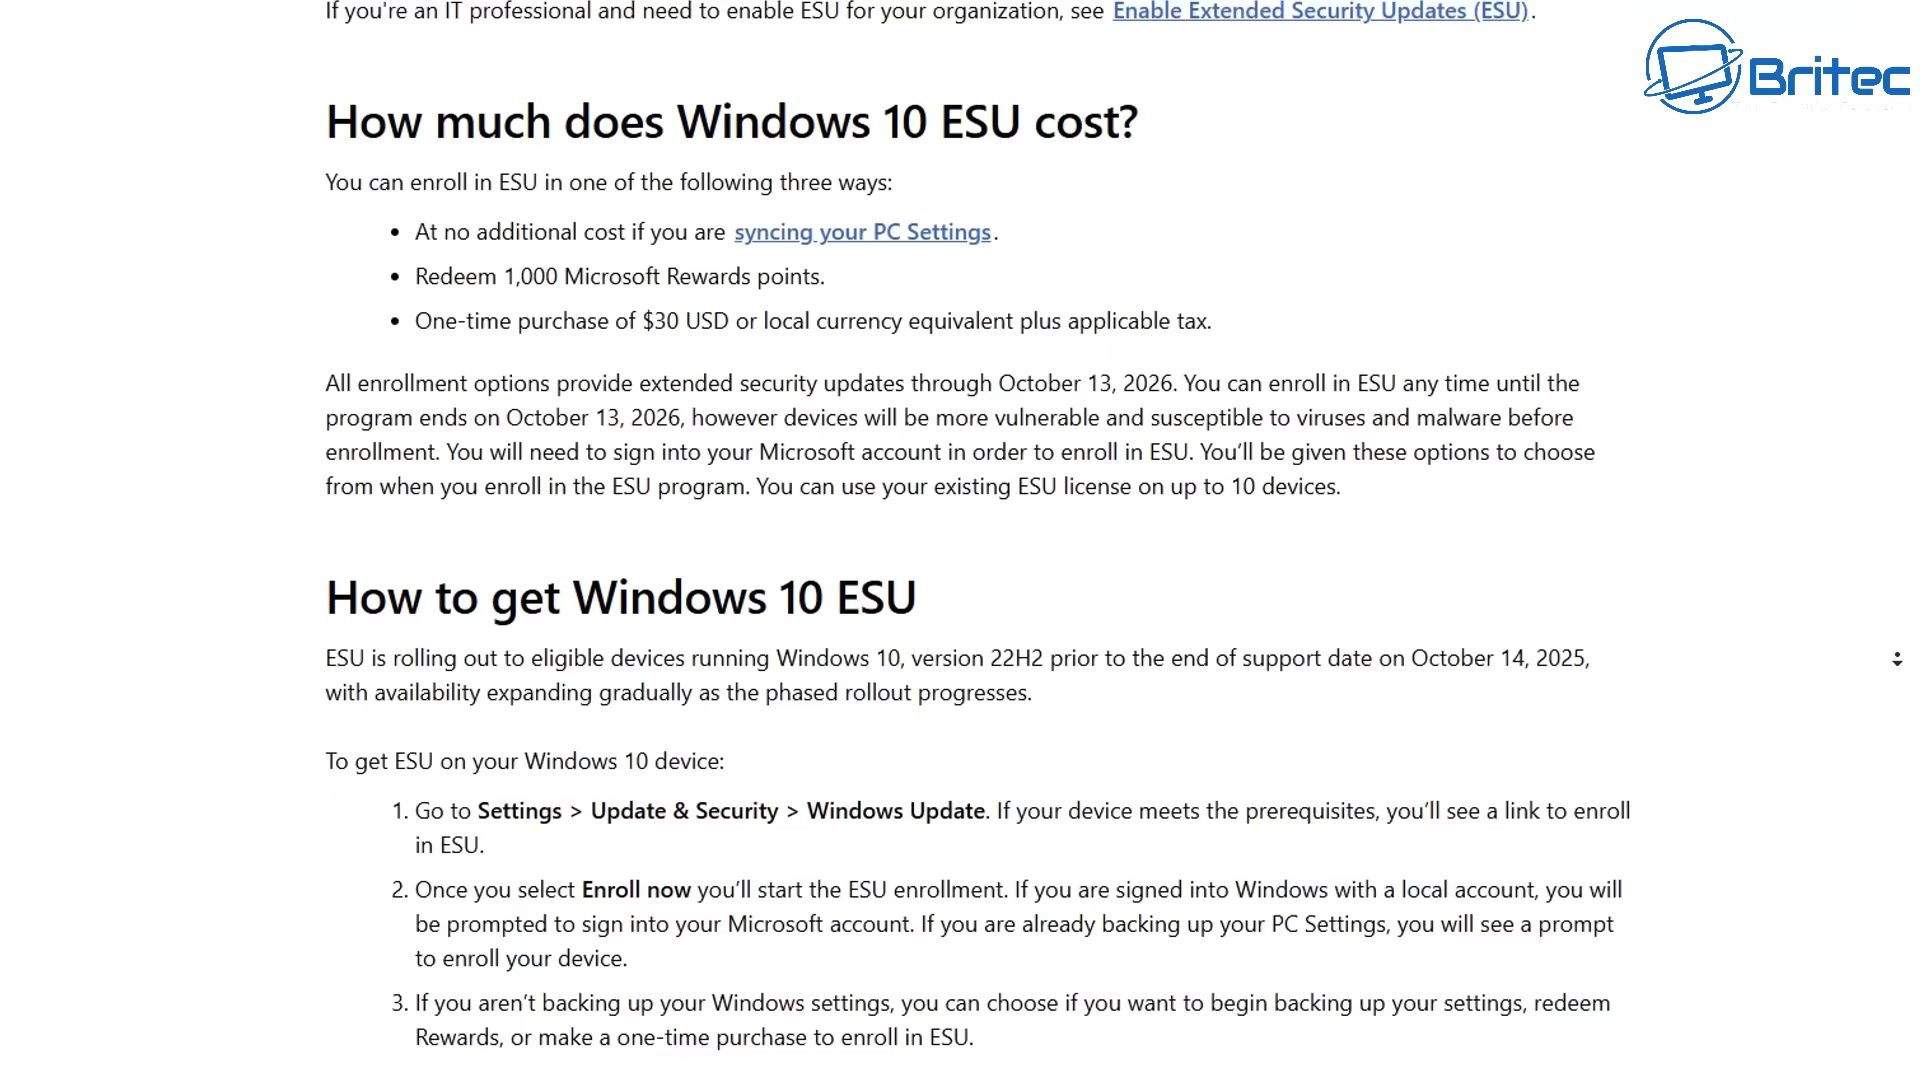 If you're an IT professional and need to enable ESU for your organization, see Enable Extended Security Updates (ESU).
Britec
How much does Windows 10 ESU cost?
You can enroll in ESU in one of the following three ways:
• At no additional cost if you are syncing your PC Settings.
• Redeem 1,000 Microsoft Rewards points.
• One-time purchase of $30 USD or local currency equivalent plus applicable tax.
All enrollment options provide extended security updates through October 13, 2026. You can enroll in ESU any time until the
program ends on October 13, 2026, however devices will be more vulnerable and susceptible to viruses and malware before
enrollment. You will need to sign into your Microsoft account in order to enroll in ESU. You’ll be given these options to choose
from when you enroll in the ESU program. You can use your existing ESU license on up to 10 devices.
How to get Windows 10 ESU
ESU is rolling out to eligible devices running Windows 10, version 22H2 prior to the end of support date on October 14, 2025,
with availability expanding gradually as the phased rollout progresses.
To get ESU on your Windows 10 device:
1. Go to Settings > Update & Security > Windows Update. If your device meets the prerequisites, you’ll see a link to enroll
in ESU.
2. Once you select Enroll now you’ll start the ESU enrollment. If you are signed into Windows with a local account, you will
be prompted to sign into your Microsoft account. If you are already backing up your PC Settings, you will see a prompt
to enroll your device.
3. If you aren’t backing up your Windows settings, you can choose if you want to begin backing up your settings, redeem
Rewards, or make a one-time purchase to enroll in ESU.